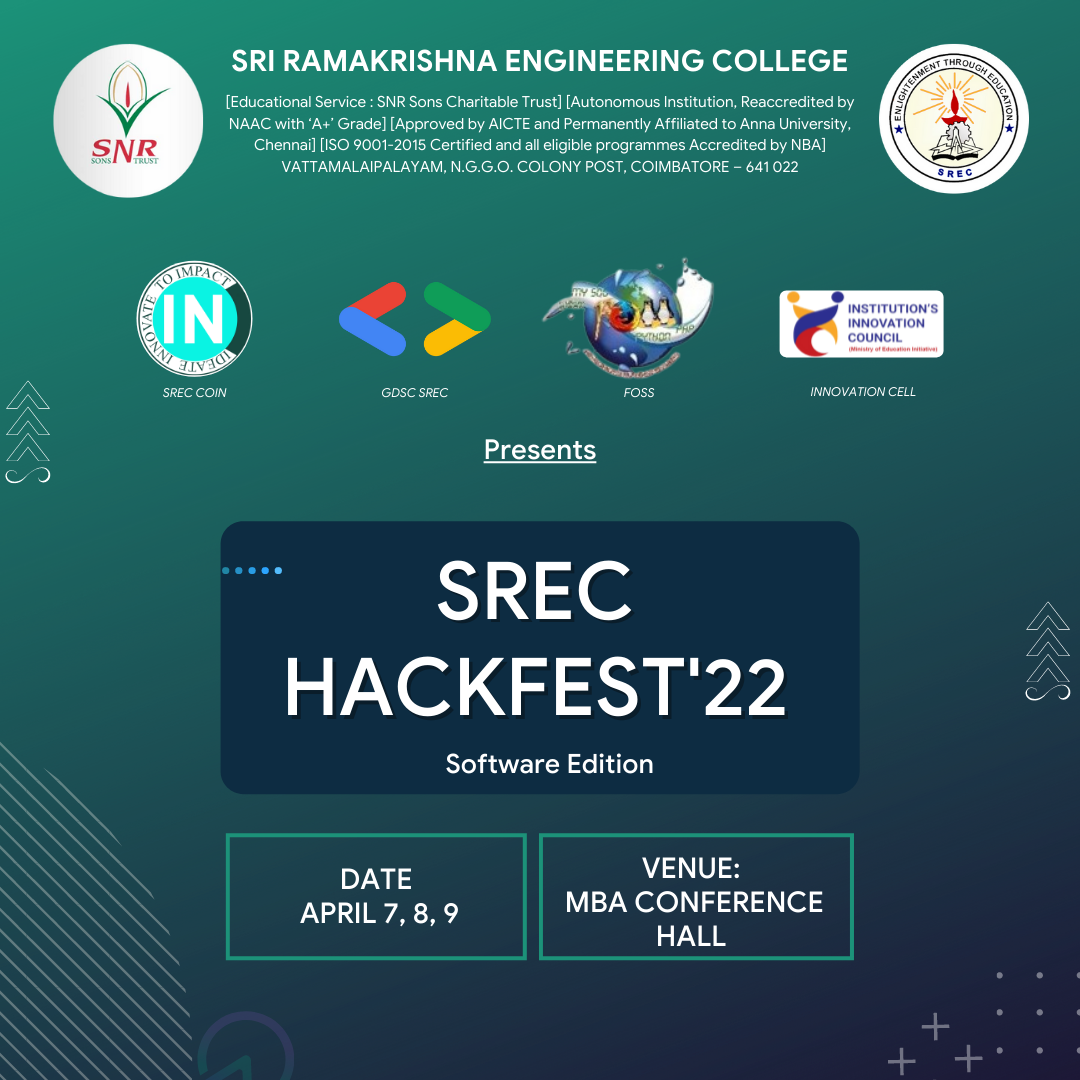 SRI RAMAKRISHNA ENGINEERING COLLEGE
[Educational Service : SNR Sons Charitable Trust] [Autonomous Institution, Reaccredited by
NAAC with ‘A+’ Grade] [Approved by AICTE and Permanently Affiliated to Anna University,
Chennai] [ISO 9001-2015 Certified and all eligible programmes Accredited by NBA]
VATTAMALAIPALAYAM, N.G.G.O. COLONY POST, COIMBATORE – 641 022
SNR
SONS TRUST
ENLIGHTENMENT THROUGH EDUCATION
SREC
IDEATE INNOVATE TO IMPACT
IN
PYTHON PHP
INSTITUTION'S
INNOVATION
COUNCIL
(Ministry of Education Initiative)
SREC COIN
GDSC SREC
FOSS
INNOVATION CELL
Presents
SREC
HACKFEST'22
Software Edition
DATE
APRIL 7, 8, 9
VENUE:
MBA CONFERENCE
HALL